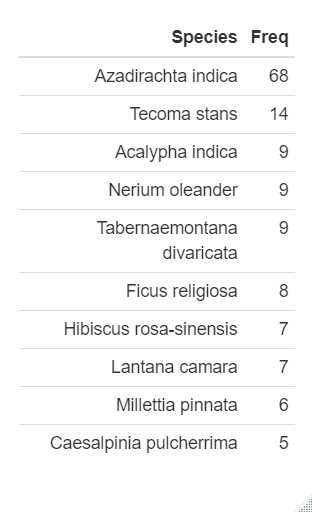 Species Freq
Azadirachta indica 68
Tecoma stans 14
Acalypha indica 9
Nerium oleander 9
Tabernaemontana 9
divaricata
Ficus religiosa 8
Hibiscus rosa-sinensis 7
Lantana camara 7
Millettia pinnata 6
Caesalpinia pulcherrima 5